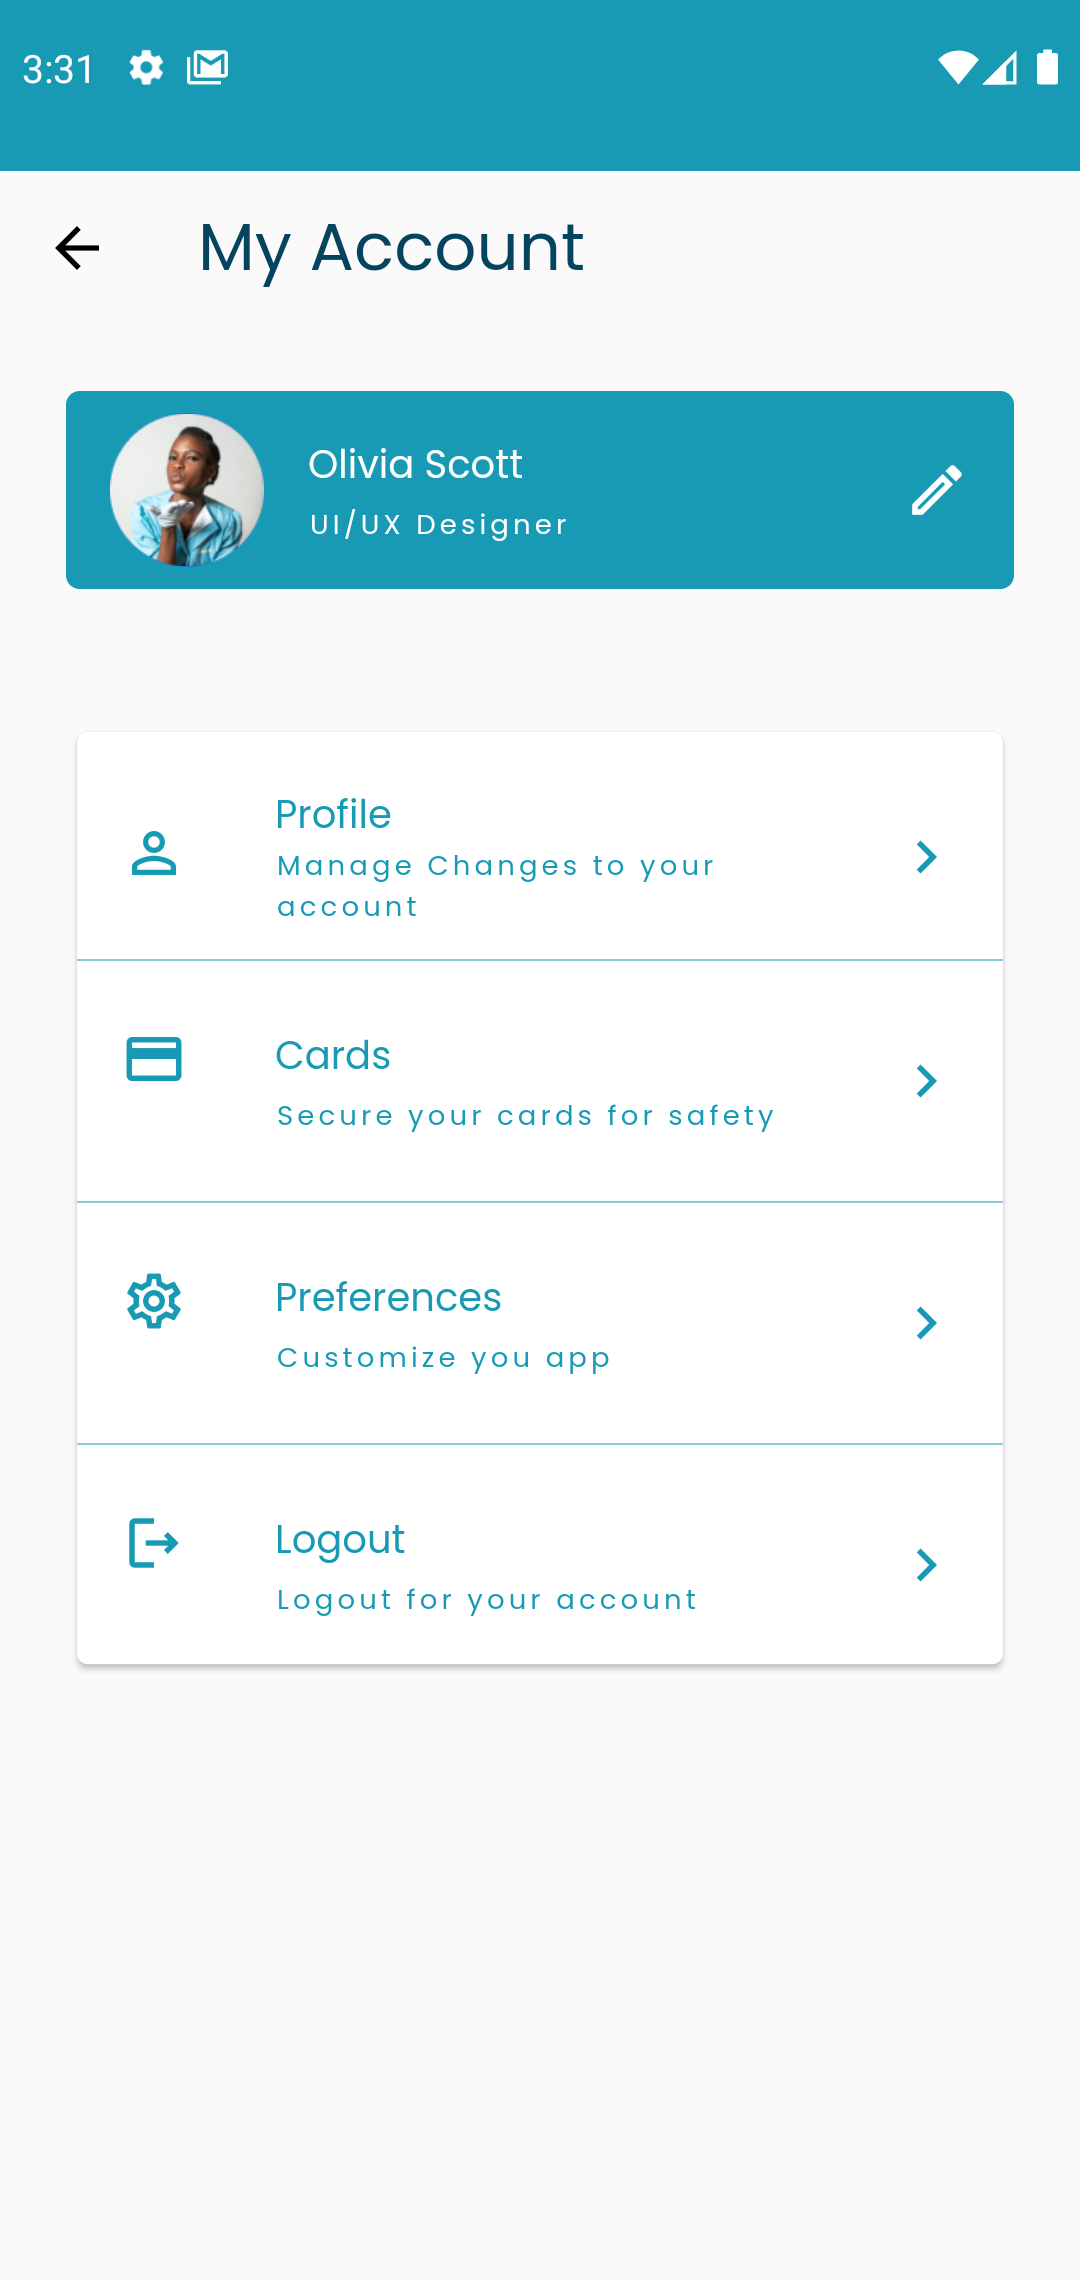 3:31
My Account
Olivia Scott
UI/UX Designer
Profile
Manage Changes to your
account
Cards
Secure your cards for safety
Preferences
Customize you app
Logout
Logout for your account